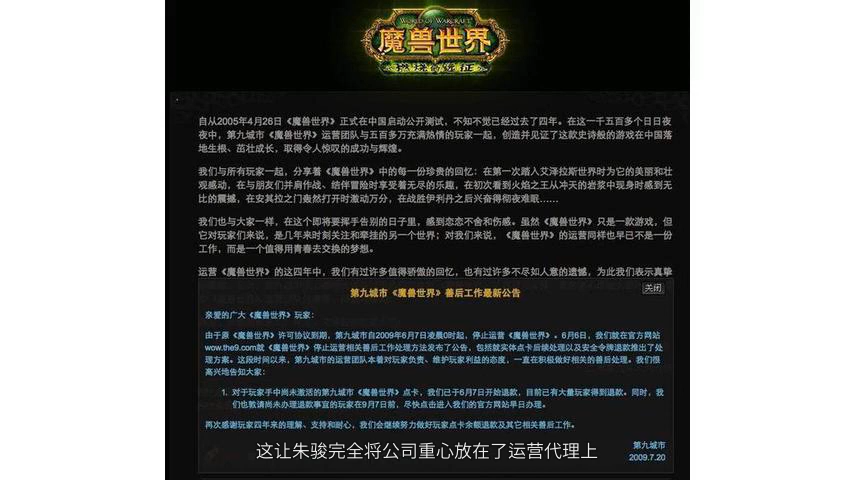 WORLD OF WARCRAFT
魔兽世界
燃烧的远征
自从2005年4月26日《魔兽世界》正式在中国启动公开测试，不知不觉已经过去了四年。在这一千五百多个日日夜
夜中，第九城市《魔兽世界》运营团队与五百多万充满热情的玩家一起，创造并见证了这款史诗般的游戏在中国落
地生根、茁壮成长，取得令人惊叹的成功与辉煌。
我们与所有玩家一起，分享着《魔兽世界》中的每一份珍贵的回忆：在第一次踏入艾泽拉斯世界时为它的美丽和壮
观感动，在与朋友们并肩作战、结伴冒险时享受着无尽的乐趣，在初次看到火焰之王从冲天的岩浆中现身时感到无
比的震撼，在安其拉之门轰然打开时激动万分，在战胜伊利丹之后兴奋得彻夜难眠……
我们也与大家一样，在这个即将要挥手告别的日子里，感到恋恋不舍和伤感。虽然《魔兽世界》只是一款游戏，但
它对玩家们来说，是几年来时刻关注和牵挂的另一个世界；对我们来说，《魔兽世界》的运营同样也早已不是一份
工作，而是一个值得用青春去交换的梦想。
运营《魔兽世界》的这四年中，我们有过许多值得骄傲的回忆，也有过许多不尽如人意的遗憾，为此我们表示真挚
第九城市《魔兽世界》善后工作最新公告
关闭
亲爱的广大《魔兽世界》玩家：
由于原《魔兽世界》许可协议到期，第九城市自2009年6月7日凌晨0时起，停止运营《魔兽世界》。6月6日，我们就在官方网站
wow.the9.com就《魔兽世界》停止运营相关善后工作处理方法发布了公告，包括就实体点卡后续处理以及安全令牌退款推出了处
理方案。这段时间以来，第九城市的运营团队本着对玩家负责、维护玩家利益的态度，一直在积极做好相关的善后处理。我们很
高兴地告知大家：
1. 对于玩家手中尚未激活的第九城市《魔兽世界》点卡，我们已于6月7日开始退款，目前已有大量玩家得到退款。同时，我
们也敦请尚未办理退款事宜的玩家在9月7日前，尽快点击进入我们的官方网站早日办理。
再次感谢玩家四年来的理解、支持和耐心，我们会继续努力做好玩家点卡余额退款及其它相关善后工作。
第九城市
2009.7.20
这让朱骏完全将公司重心放在了运营代理上